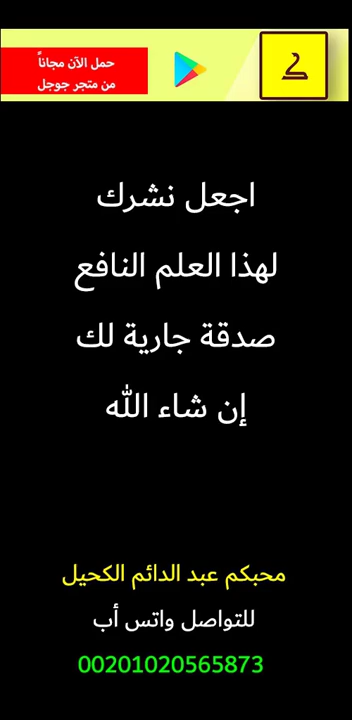 حمل الآن مجاناً
من متجر جوجل
اجعل نشرك
لهذا العلم النافع
صدقة جارية لك
إن شاء الله
محبكم عبد الدائم الكحيل
للتواصل واتس أب
00201020565873